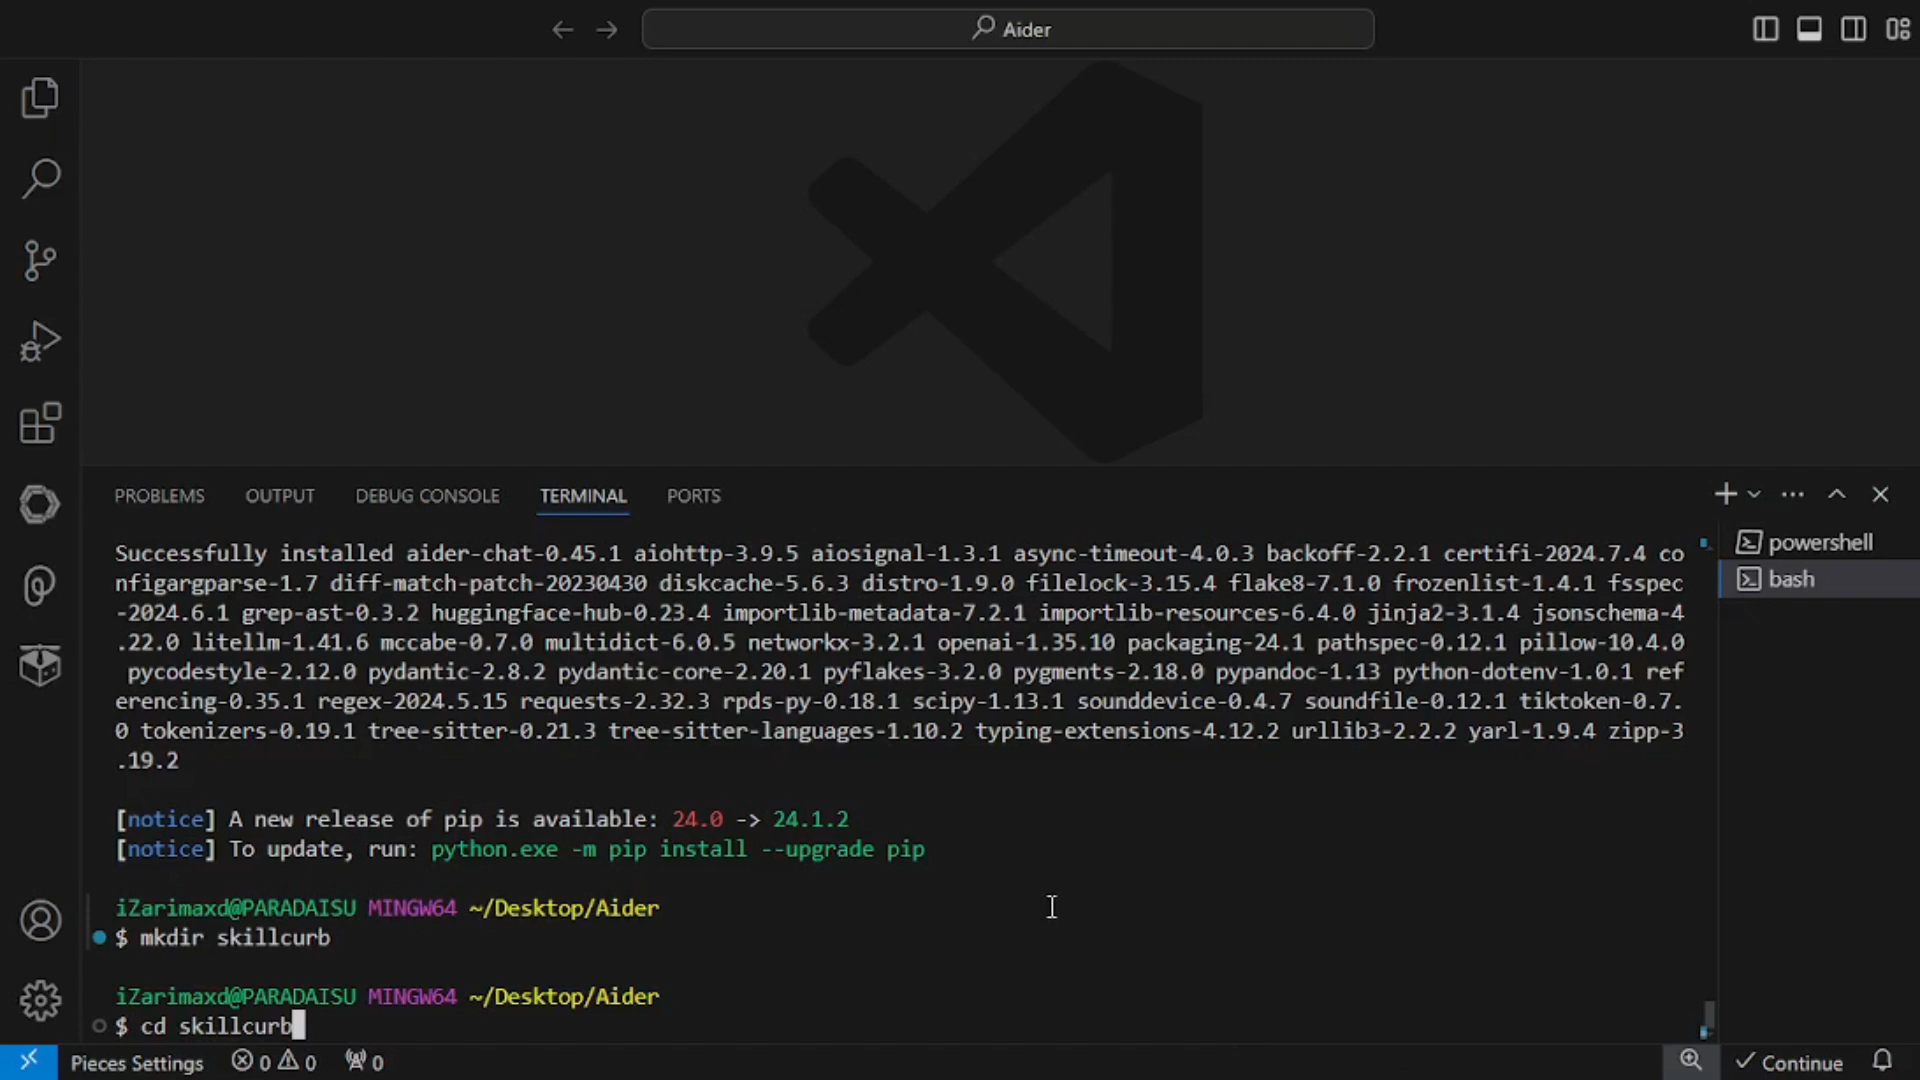 Aider
PROBLEMS OUTPUT DEBUG CONSOLE TERMINAL PORTS
powershell
bash
Successfully installed aider-chat-0.45.1 aiohttp-3.9.5 aiosignal-1.3.1 async-timeout-4.0.3 backoff-2.2.1 certifi-2024.7.4 co
nfigargparse-1.7 diff-match-patch-20230430 diskcache-5.6.3 distro-1.9.0 filelock-3.15.4 flake8-7.1.0 frozenlist-1.4.1 fsspec
-2024.6.1 grep-ast-0.3.2 huggingface-hub-0.23.4 importlib-metadata-7.2.1 importlib-resources-6.4.0 jinja2-3.1.4 jsonschema-4
.22.0 litellm-1.41.6 mccabe-0.7.0 multidict-6.0.5 networkx-3.2.1 openai-1.35.10 packaging-24.1 pathspec-0.12.1 pillow-10.4.0
pycodestyle-2.12.0 pydantic-2.8.2 pydantic-core-2.20.1 pyflakes-3.2.0 pygments-2.18.0 pypandoc-1.13 python-dotenv-1.0.1 ref
erencing-0.35.1 regex-2024.5.15 requests-2.32.3 rpds-py-0.18.1 scipy-1.13.1 sounddevice-0.4.7 soundfile-0.12.1 tiktoken-0.7.
0 tokenizers-0.19.1 tree-sitter-0.21.3 tree-sitter-languages-1.10.2 typing-extensions-4.12.2 urllib3-2.2.2 yarl-1.9.4 zipp-3
.19.2
[notice] A new release of pip is available: 24.0 -> 24.1.2
[notice] To update, run: python.exe -m pip install --upgrade pip
iZarimaxd@PARADAISU MINGW64 ~/Desktop/Aider
$ mkdir skillcurb
iZarimaxd@PARADAISU MINGW64 ~/Desktop/Aider
$ cd skillcurb
Pieces Settings 0 0 0 Continue